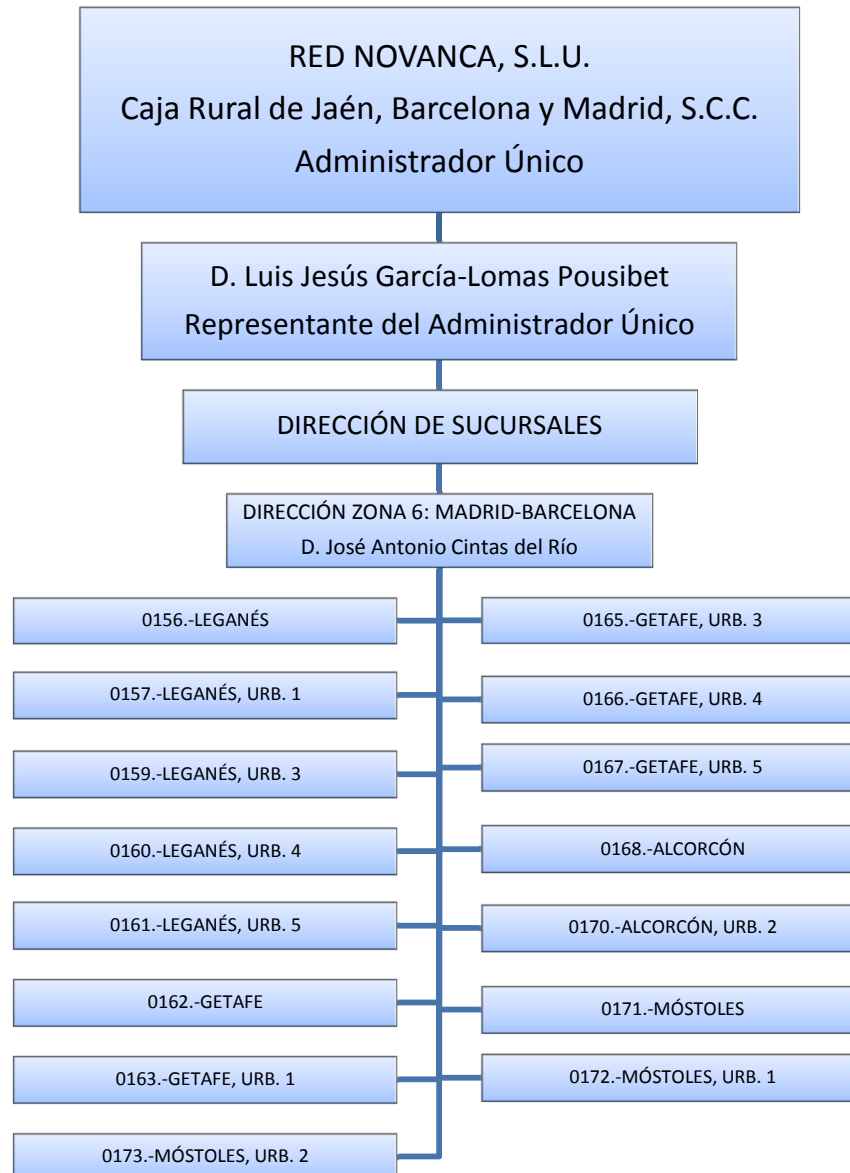 RED NOVANCA, S.L.U.
Caja Rural de Jaén, Barcelona y Madrid, S.C.C.
Administrador Único
D. Luis Jesús García-Lomas Pousibet
Representante del Administrador Único
DIRECCIÓN DE SUCURSALES
DIRECCIÓN ZONA 6: MADRID-BARCELONA
D. José Antonio Cintas del Río
0156.-LEGANÉS
0157.-LEGANÉS, URB. 1
0159.-LEGANÉS, URB. 3
0160.-LEGANÉS, URB. 4
0161.-LEGANÉS, URB. 5
0162.-GETAFE
0163.-GETAFE, URB. 1
0173.-MÓSTOLES, URB. 2
0165.-GETAFE, URB. 3
0166.-GETAFE, URB. 4
0167.-GETAFE, URB. 5
0168.-ALCORCÓN
0170.-ALCORCÓN, URB. 2
0171.-MÓSTOLES
0172.-MÓSTOLES, URB. 1